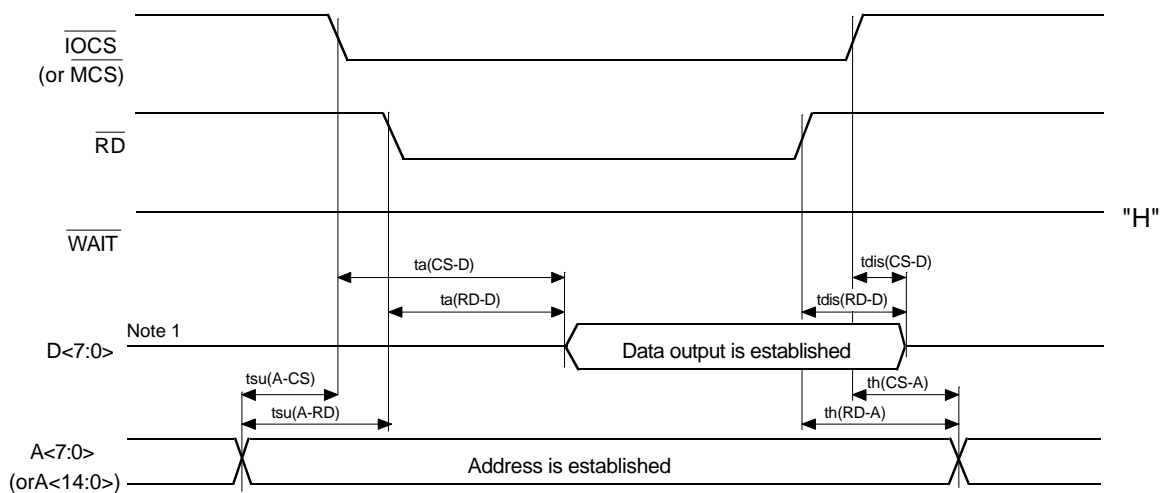 IOCS
(or MCS)
RD
"H"
WAIT
ta(CS-D)
tdis(CS-D)
ta(RD-D)
tdis(RD-D)
Note 1
D<7:0>
Data output is established
tsu(A-CS)
th(CS-A)
tsu(A-RD)
th(RD-A)
A<7:0>
(orA<14:0>)
Address is established